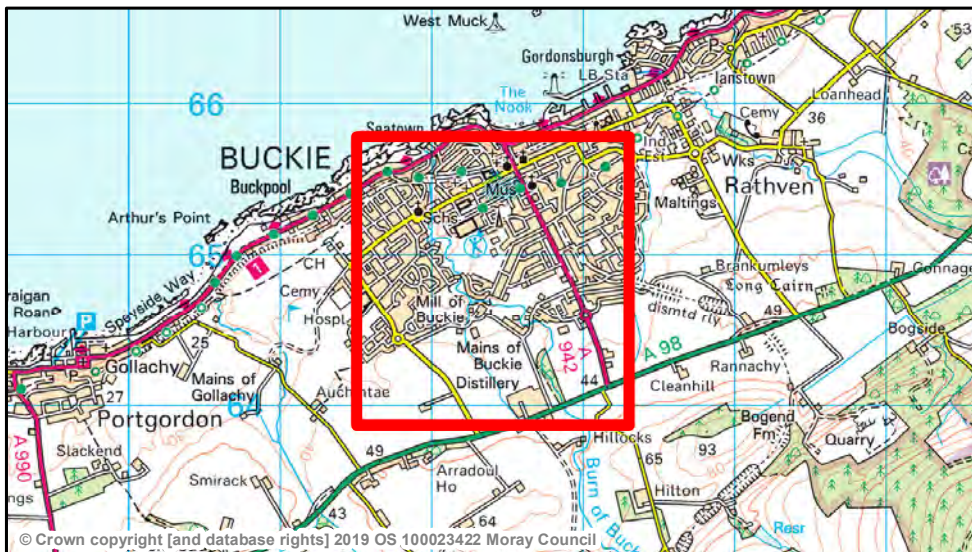 West Muck
Gordonsburgh
LB Sta
Ianstown
53
Loanhead
66
The
Nook
36
Cemy
Seatown
Ind
Est
Wks
BUCKIE
Buckpool
Mus
Rathven
Maltings
Arthur's Point
Schs
65
CH
1
Speyside Way
Cemy
Hospl
Mill of
Buckie
Brankumleys
Long Cairn
dismtd rly
49
Bogside
Harbour
P
25
Gollachy
Mains of
Gollachy
Mains of
Buckie
Distillery
A 942
A 98
Rannachy
Cleanhill
44
27
Portgordon
Auchentae
Bogend
Fm
Quarry
A 990
Slackend
49
Hillocks
93
65
Smirack
Arradoul
Ho
Hilton
43
64
Burn of Buck
Resr
© Crown copyright [and database rights] 2019 OS 100023422 Moray Council